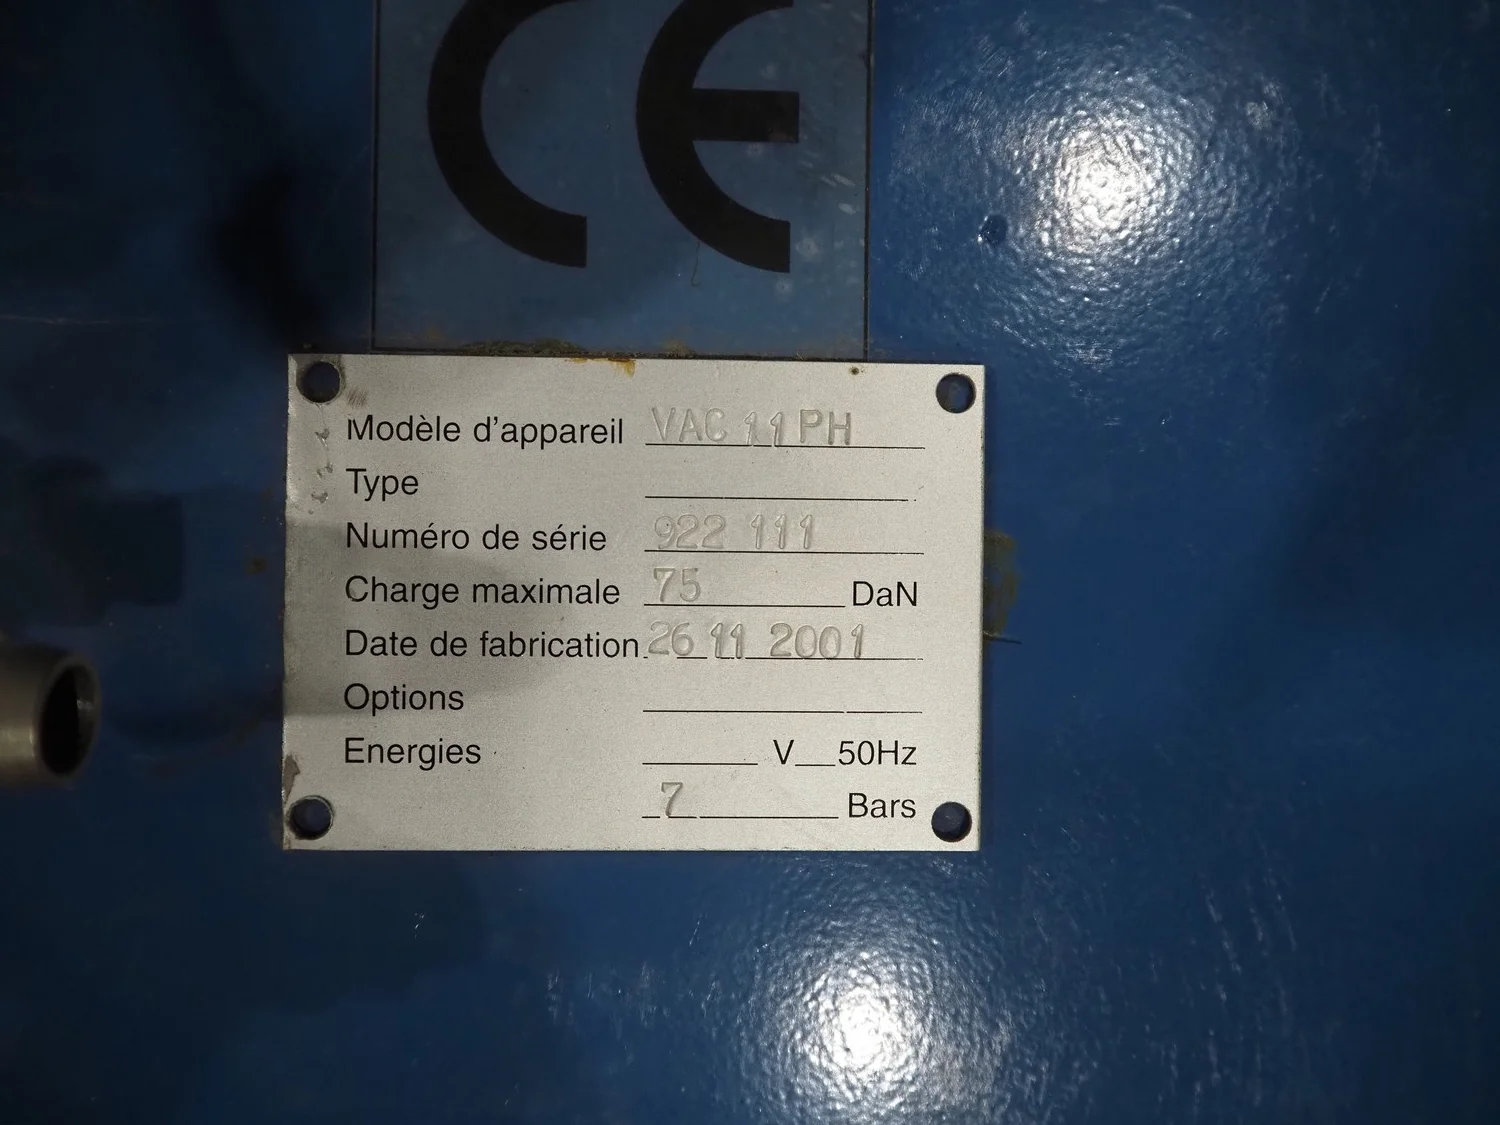 CE
Modèle d'appareil VAC 11 PH
Type
Numéro de série 922 111
Charge maximale 75 DaN
Date de fabrication 26 11 2001
Options
Energies V 50Hz
7 Bars